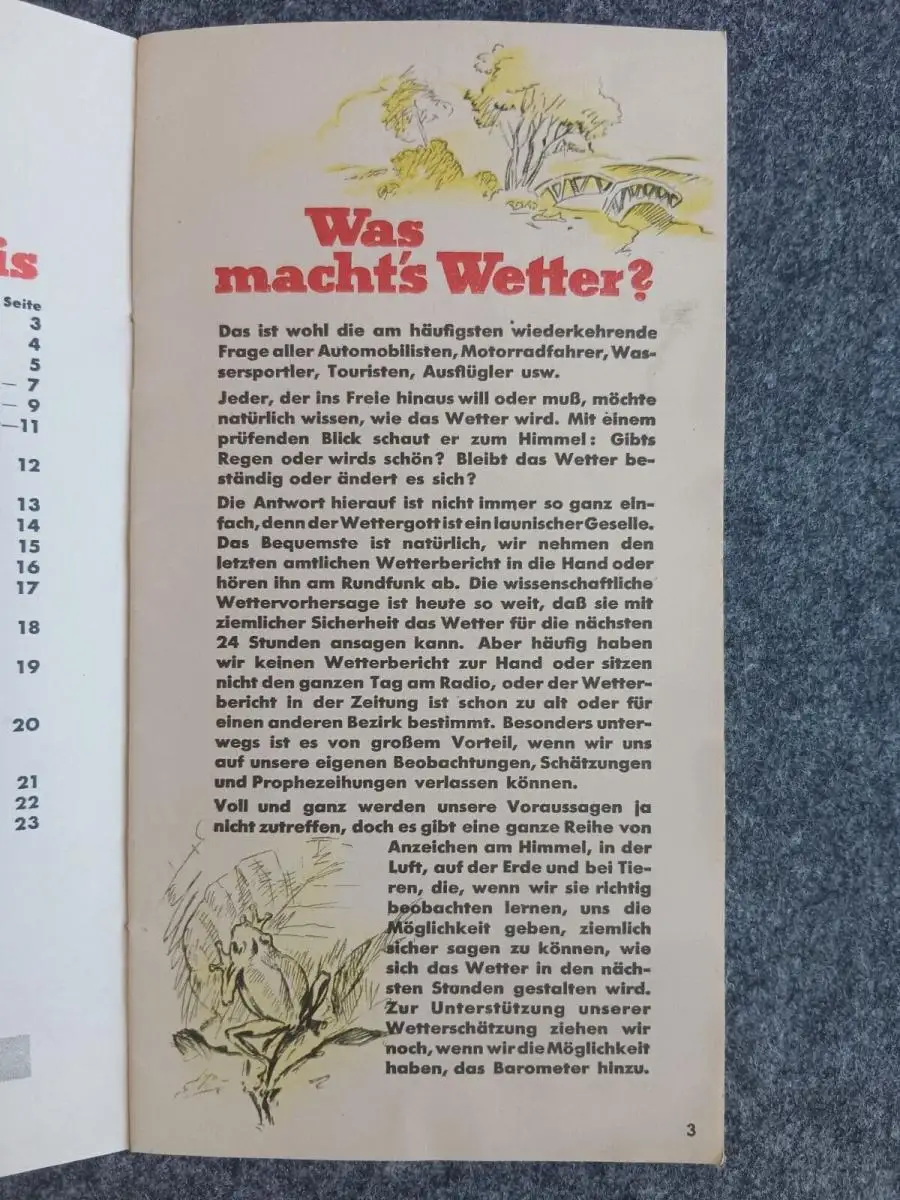 is
Seite
3
4
5
— 7
— 9
—11
12
13
14
15
16
17
18
19
20
21
22
23
Was
macht's Wetter?
Das ist wohl die am häufigsten wiederkehrende
Frage aller Automobilisten, Motorradfahrer, Was-
sersportler, Touristen, Ausflügler usw.
Jeder, der ins Freie hinaus will oder muß, möchte
natürlich wissen, wie das Wetter wird. Mit einem
prüfenden Blick schaut er zum Himmel: Gibts
Regen oder wirds schön? Bleibt das Wetter be-
ständig oder ändert es sich?
Die Antwort hierauf ist nicht immer so ganz ein-
fach, denn der Wettergott ist ein launischer Geselle.
Das Bequemste ist natürlich, wir nehmen den
letzten amtlichen Wetterbericht in die Hand oder
hören ihn am Rundfunk ab. Die wissenschaftliche
Wettervorhersage ist heute so weit, daß sie mit
ziemlicher Sicherheit das Wetter für die nächsten
24 Stunden ansagen kann. Aber häufig haben
wir keinen Wetterbericht zur Hand oder sitzen
nicht den ganzen Tag am Radio, oder der Wetter-
bericht in der Zeitung ist schon zu alt oder für
einen anderen Bezirk bestimmt. Besonders unter-
wegs ist es von großem Vorteil, wenn wir uns
auf unsere eigenen Beobachtungen, Schätzungen
und Prophezeihungen verlassen können.
Voll und ganz werden unsere Voraussagen ja
nicht zutreffen, doch es gibt eine ganze Reihe von
Anzeichen am Himmel, in der
Luft, auf der Erde und bei Tie-
ren, die, wenn wir sie richtig
beobachten lernen, uns die
Möglichkeit geben, ziemlich
sicher sagen zu können, wie
sich das Wetter in den näch-
sten Stunden gestalten wird.
Zur Unterstützung unserer
Wetterschätzung ziehen wir
noch, wenn wir die Möglichkeit
haben, das Barometer hinzu.
3